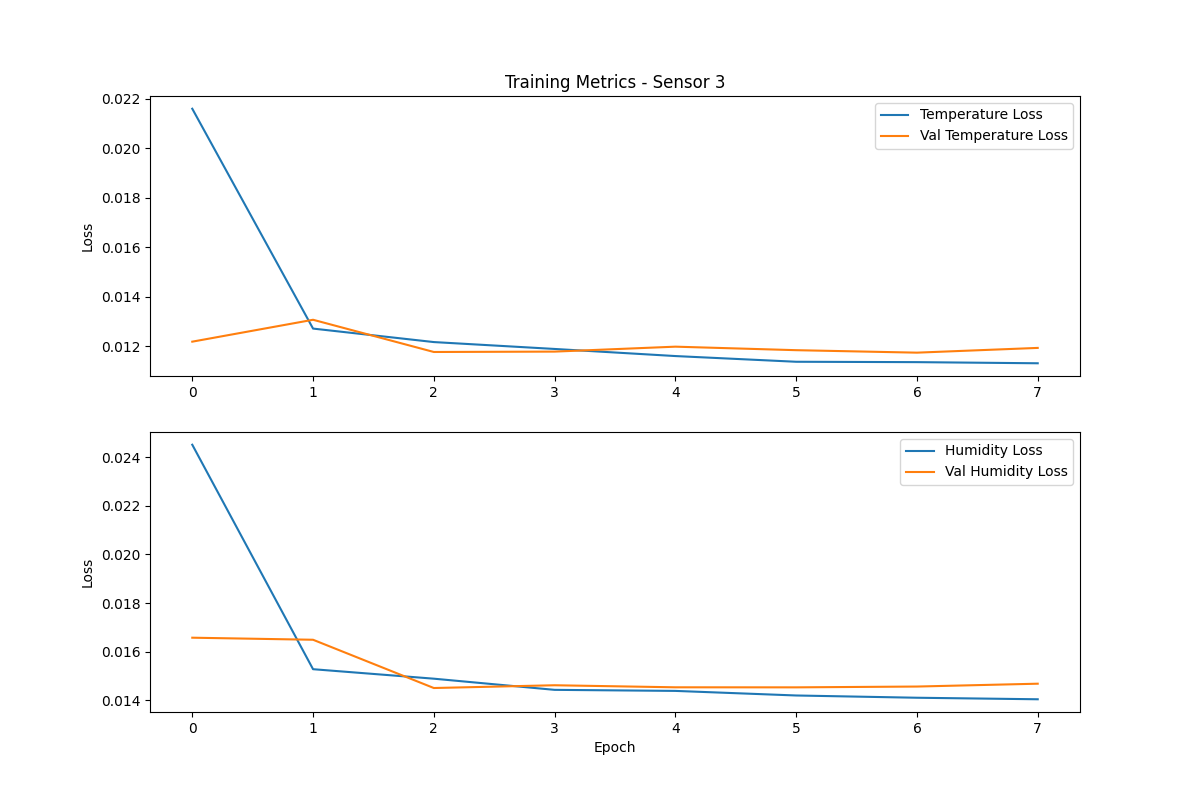 Training Metrics - Sensor 3
0.022
0.020
0.018
0.016
0.014
0.012
Loss
Temperature Loss
Val Temperature Loss
0 1 2 3 4 5 6 7
0.024
0.022
0.020
0.018
0.016
0.014
Loss
Humidity Loss
Val Humidity Loss
0 1 2 3 4 5 6 7
Epoch